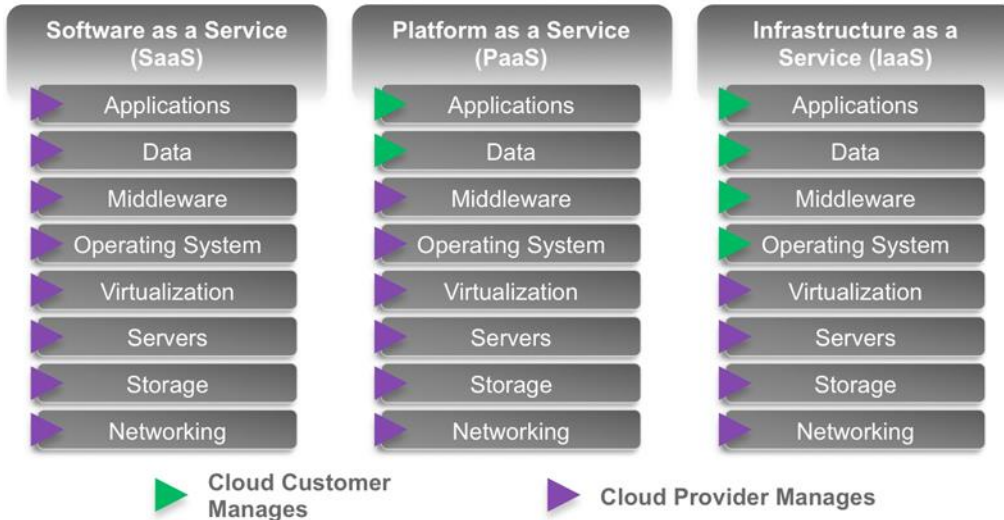 Software as a Service
(SaaS)
Applications
Data
Middleware
Operating System
Virtualization
Servers
Storage
Networking
Platform as a Service
(PaaS)
Applications
Data
Middleware
Operating System
Virtualization
Servers
Storage
Networking
Infrastructure as a
Service (IaaS)
Applications
Data
Middleware
Operating System
Virtualization
Servers
Storage
Networking
Cloud Customer
Manages
Cloud Provider Manages